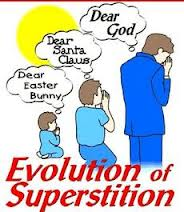 Dear
God
Dear
Santa
Claus
Dear
Easter
Bunny
Evolution of
Superstition